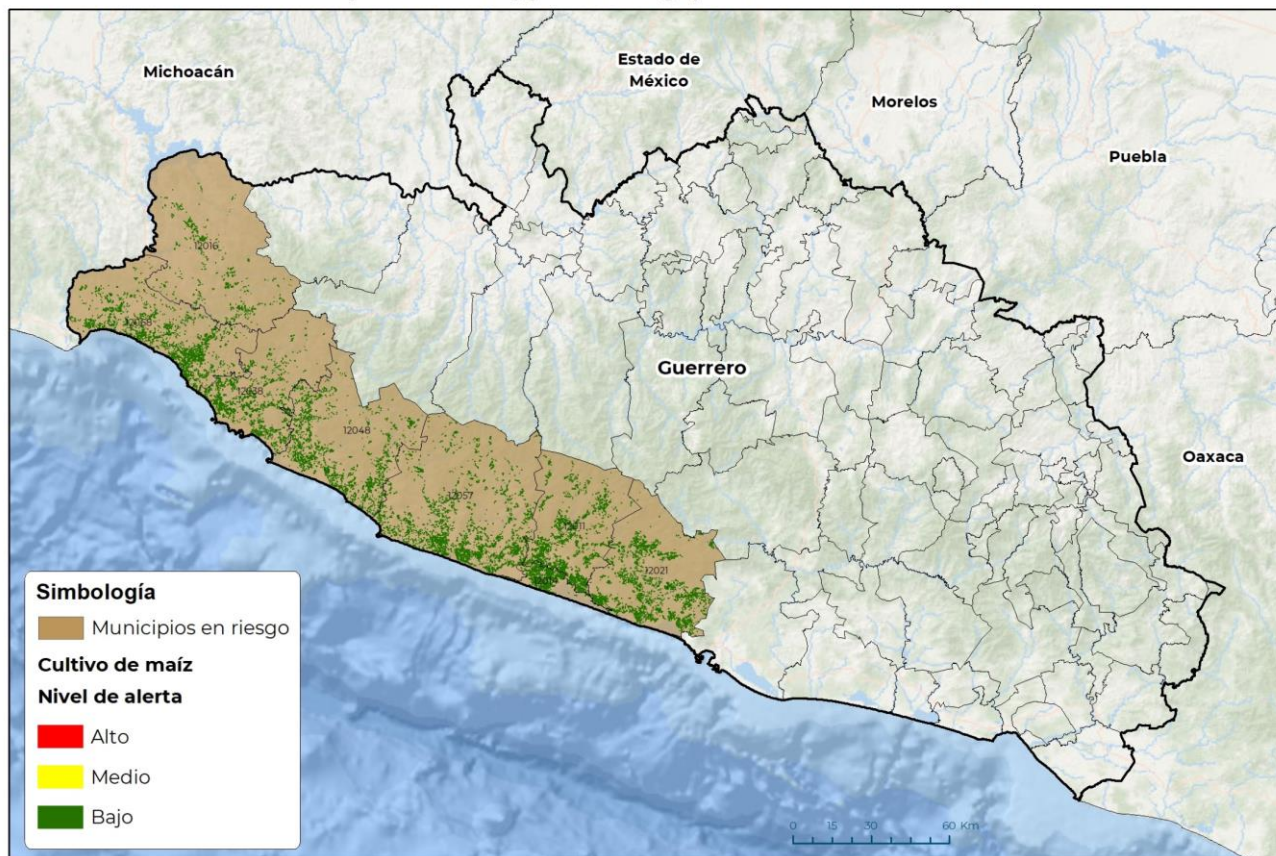 Estado de
México
Michoacán
Morelos
Puebla
12016
Guerrero
12048
Oaxaca
12057
12021
Simbología
Municipios en riesgo
Cultivo de maíz
Nivel de alerta
Alto
Medio
Bajo
0 15 30 60 Km